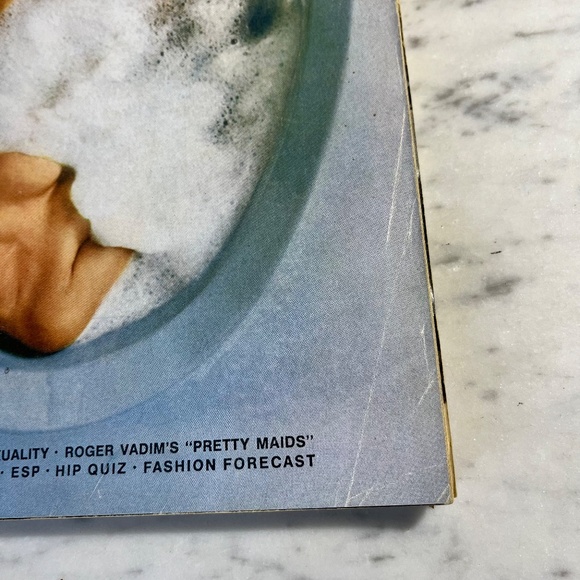 UALITY · ROGER VADIM'S "PRETTY MAIDS"
· ESP · HIP QUIZ · FASHION FORECAST